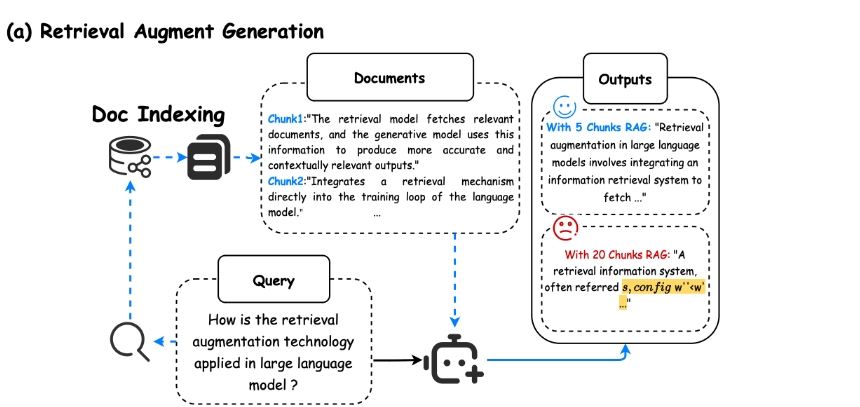 (a) Retrieval Augment Generation
Documents
Outputs
Doc Indexing
Chunk1:"The retrieval model fetches relevant
documents, and the generative model uses this
information to produce more accurate and
contextually relevant outputs."
Chunk2:"Integrates a retrieval mechanism
directly into the training loop of the language
model." ...
With 5 Chunks RAG: "Retrieval
augmentation in large language
models involves integrating an
information retrieval system to
fetch ..."
With 20 Chunks RAG: "A
retrieval information system,
often referred s, config w''<w'
..."
Query
How is the retrieval
augmentation technology
applied in large language
model ?